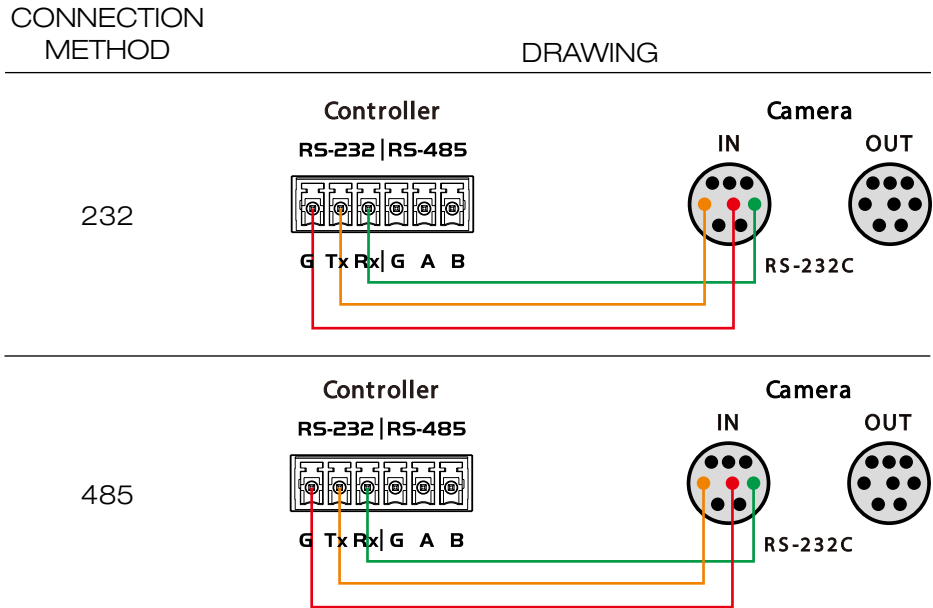 CONNECTION
METHOD
DRAWING
Controller
Camera
RS-232|RS-485
IN
OUT
232
G Tx Rx| G A B
RS-232C
Controller
Camera
RS-232|RS-485
IN
OUT
485
G Tx Rx| G A B
RS-232C